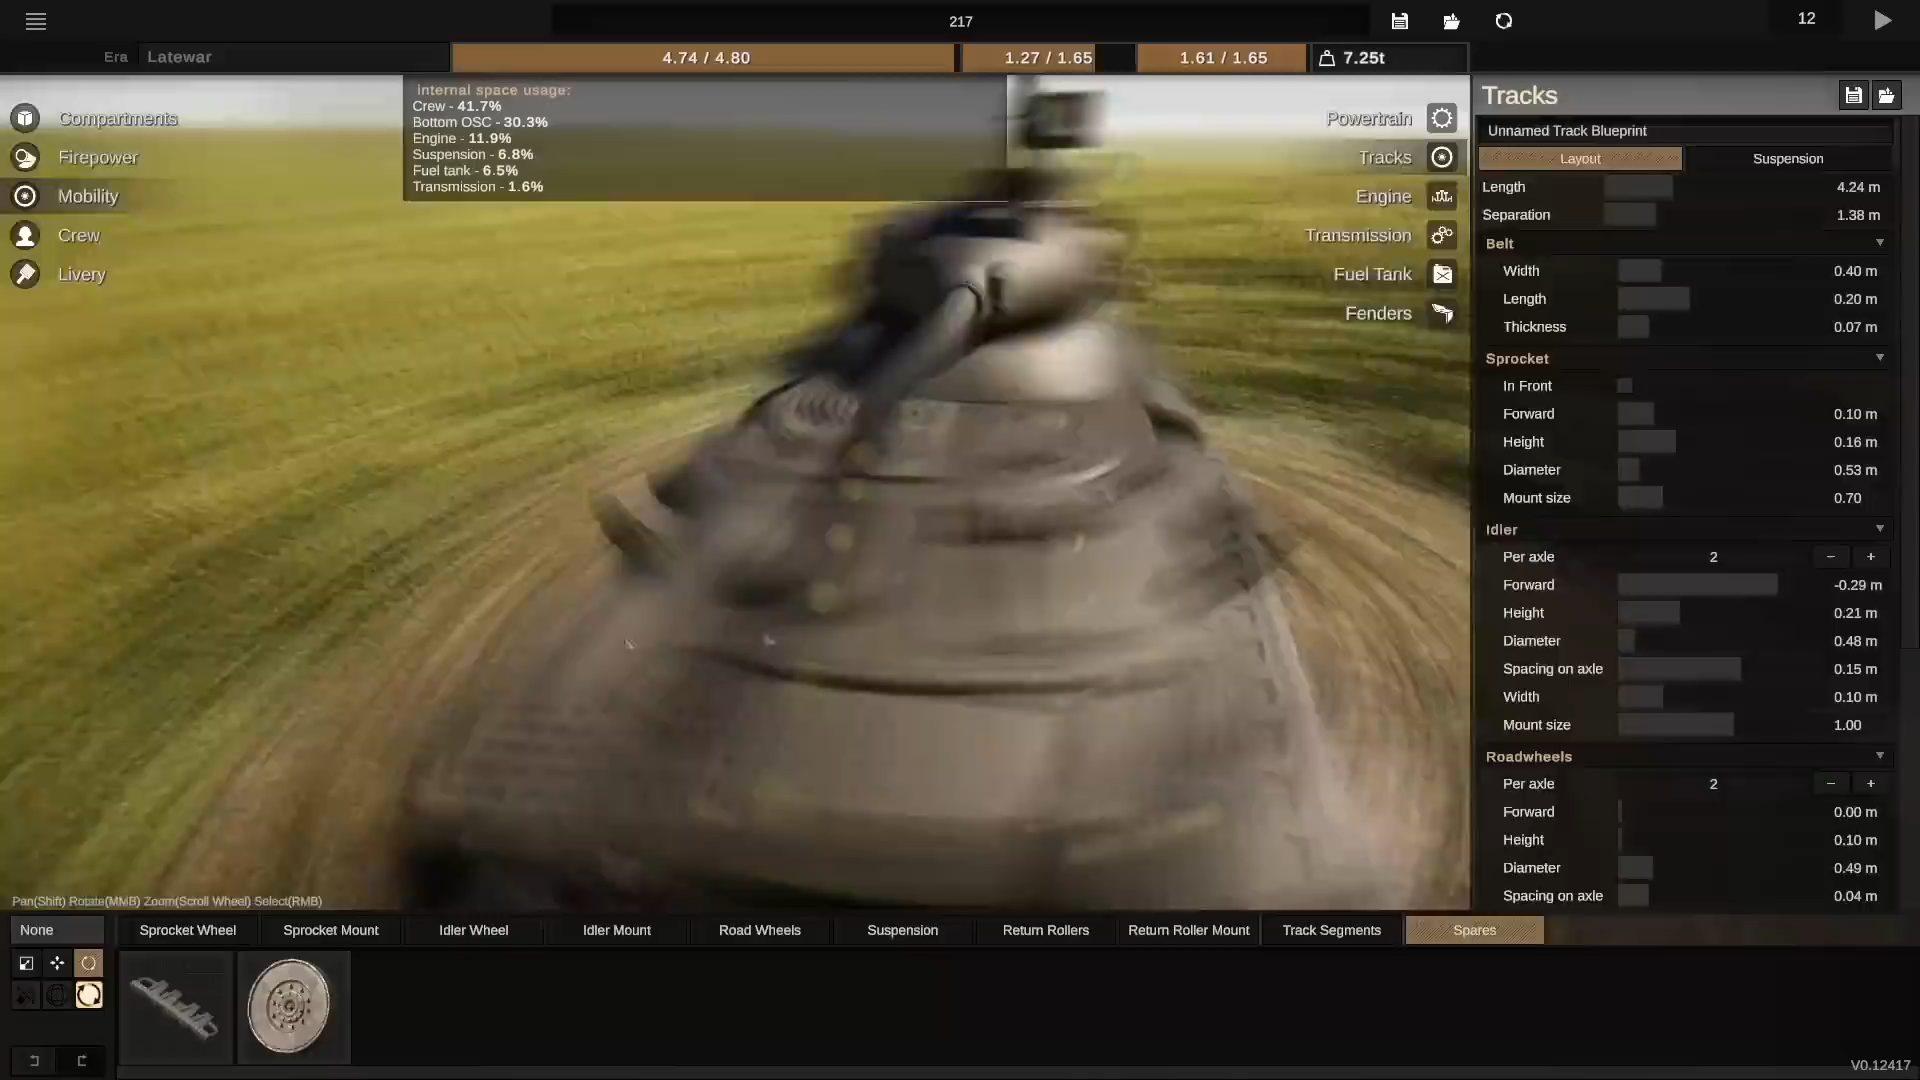 217
12
Era
Latewar
4.74 / 4.80
1.27 / 1.65
1.61 / 1.65
7.25t
Compartments
Firepower
Mobility
Crew
Livery
Internal space usage:
Crew - 41.7%
Bottom OSC - 30.3%
Engine - 11.9%
Suspension - 6.8%
Fuel tank - 6.5%
Transmission - 1.6%
Powertrain
Tracks
Engine
Transmission
Fuel Tank
Fenders
Tracks
Unnamed Track Blueprint
Layout
Suspension
Length 4.24 m
Separation 1.38 m
Belt
Width 0.40 m
Length 0.20 m
Thickness 0.07 m
Sprocket
In Front
Forward 0.10 m
Height 0.16 m
Diameter 0.53 m
Mount size 0.70
Idler
Per axle 2 - +
Forward -0.29 m
Height 0.21 m
Diameter 0.48 m
Spacing on axle 0.15 m
Width 0.10 m
Mount size 1.00
Roadwheels
Per axle 2 - +
Forward 0.00 m
Height 0.10 m
Diameter 0.49 m
Spacing on axle 0.04 m
Pan(Shift) Rotate(MMB) Zoom(Scroll Wheel) Select(RMB)
None
Sprocket Wheel
Sprocket Mount
Idler Wheel
Idler Mount
Road Wheels
Suspension
Return Rollers
Return Roller Mount
Track Segments
Spares
V0.12417